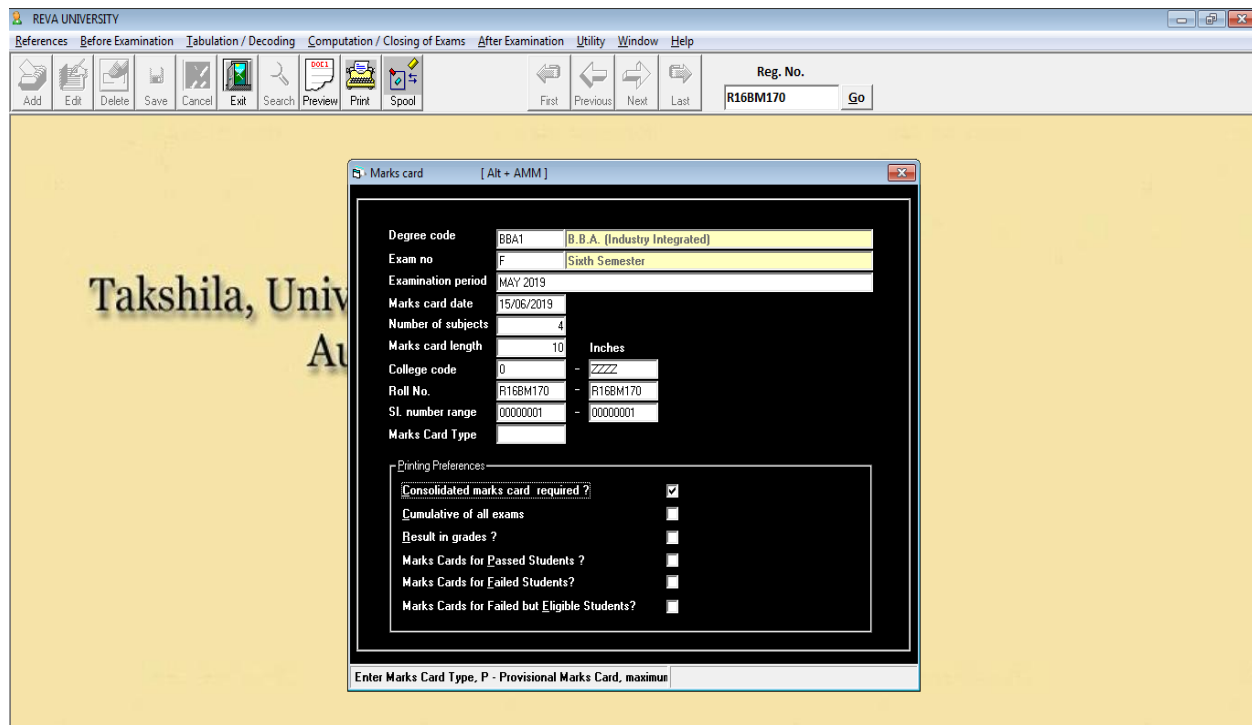 REVA UNIVERSITY
References Before Examination Tabulation / Decoding Computation / Closing of Exams After Examination Utility Window Help
Add Edit Delete Save Cancel Exit Search Preview Print Spool First Previous Next Last
Reg. No.
R16BM170 Go
Takshila, Univ
Au
Marks card [ Alt + AMM ]
Degree code BBA1 B.B.A. (Industry Integrated)
Exam no F Sixth Semester
Examination period MAY 2019
Marks card date 15/06/2019
Number of subjects 4
Marks card length 10 Inches
College code 0 - ZZZZ
Roll No. R16BM170 - R16BM170
Sl. number range 00000001 - 00000001
Marks Card Type
Printing Preferences
Consolidated marks card required ?
Cumulative of all exams
Result in grades ?
Marks Cards for Passed Students ?
Marks Cards for Failed Students?
Marks Cards for Failed but Eligible Students?
Enter Marks Card Type, P - Provisional Marks Card, maximu